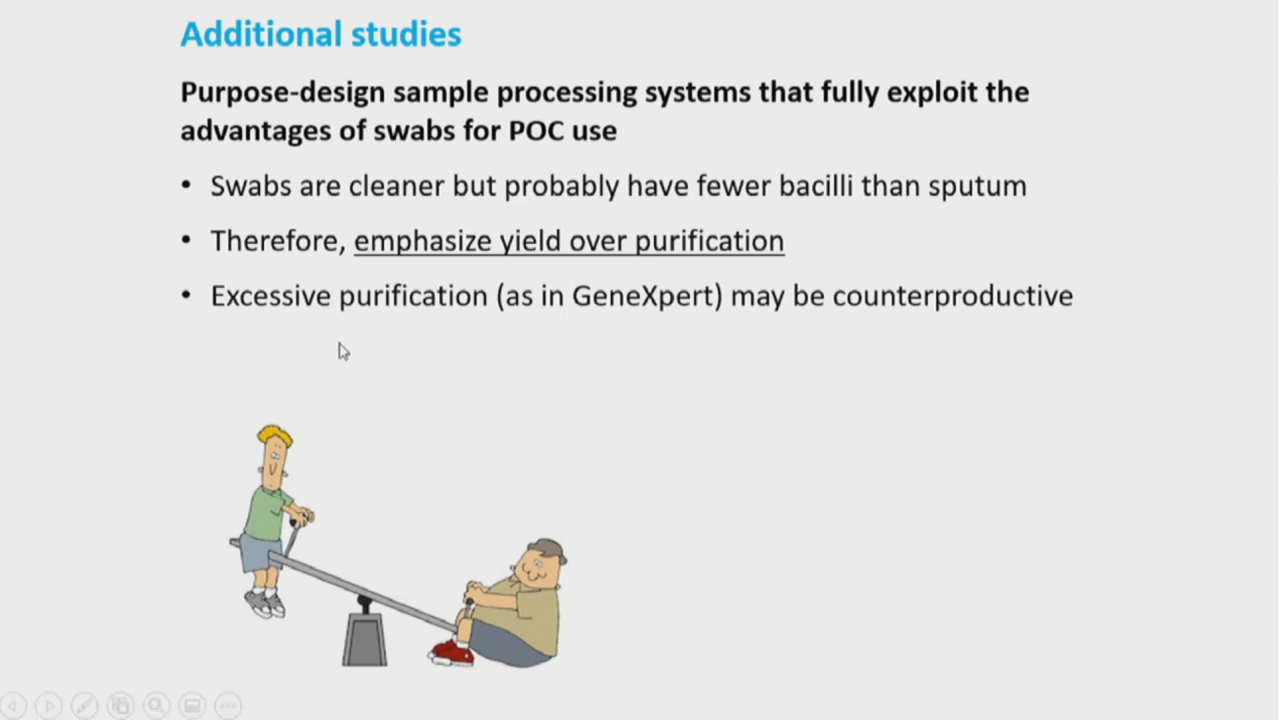 Additional studies
Purpose-design sample processing systems that fully exploit the
advantages of swabs for POC use
• Swabs are cleaner but probably have fewer bacilli than sputum
• Therefore, emphasize yield over purification
• Excessive purification (as in GeneXpert) may be counterproductive